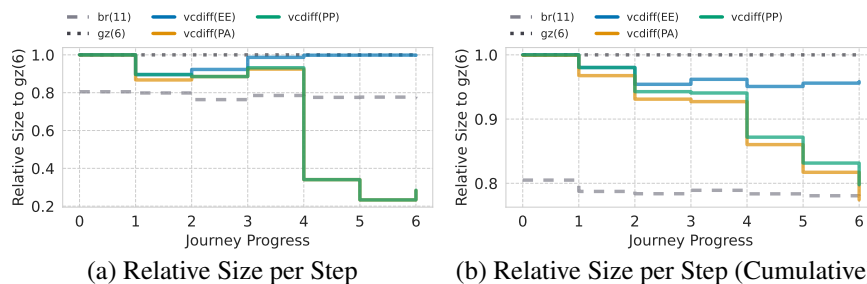 br(11) vcdiff(EE) vcdiff(PP)
gz(6) vcdiff(PA)
Relative Size to gz(6)
1.0
0.8
0.6
0.4
0.2
0 1 2 3 4 5 6
Journey Progress
(a) Relative Size per Step
br(11) vcdiff(EE) vcdiff(PP)
gz(6) vcdiff(PA)
Relative Size to gz(6)
1.0
0.9
0.8
0 1 2 3 4 5 6
Journey Progress
(b) Relative Size per Step (Cumulative